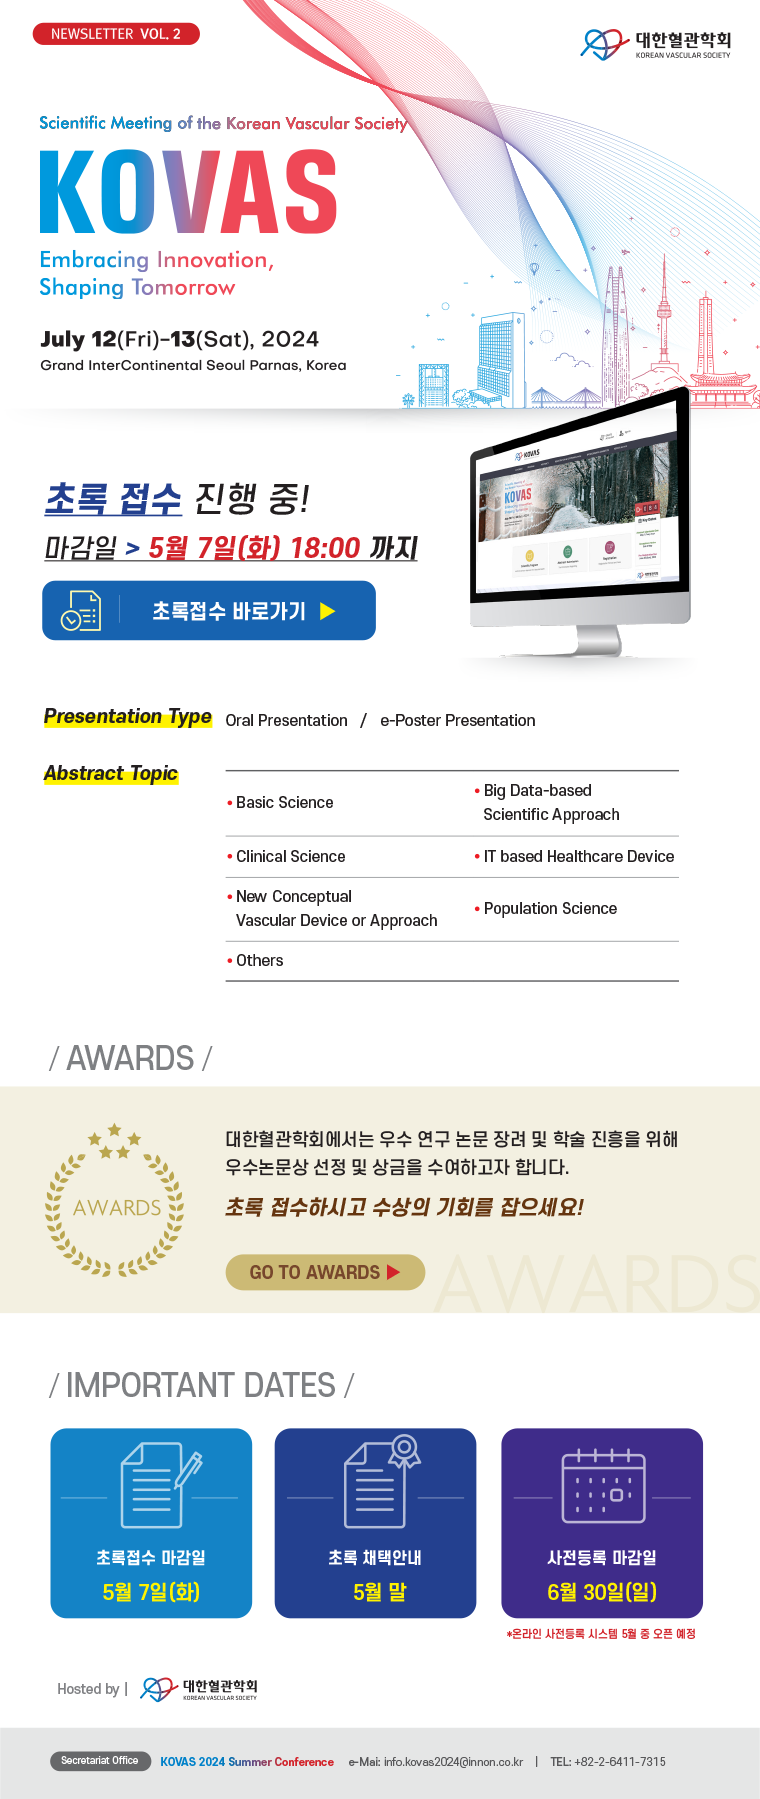 NEWSLETTER VOL. 2
대한혈관학회
KOREAN VASCULAR SOCIETY
Scientific Meeting of the Korean Vascular Society
KOVAS
Embracing Innovation,
Shaping Tomorrow
July 12(Fri)-13(Sat), 2024
Grand InterContinental Seoul Parnas, Korea
KOVAS
KOVAS
초록 접수 진행 중!
마감일 > 5월 7일(화) 18:00 까지
초록접수 바로가기
Presentation Type
Oral Presentation / e-Poster Presentation
Abstract Topic
• Basic Science
• Big Data-based
Scientific Approach
• Clinical Science
• IT based Healthcare Device
• New Conceptual
Vascular Device or Approach
• Population Science
• Others
/ AWARDS /
AWARDS
대한혈관학회에서는 우수 연구 논문 장려 및 학술 진흥을 위해
우수논문상 선정 및 상금을 수여하고자 합니다.
초록 접수하시고 수상의 기회를 잡으세요!
GO TO AWARDS
AWARDS
/ IMPORTANT DATES /
초록접수 마감일
5월 7일(화)
초록 채택안내
5월 말
사전등록 마감일
6월 30일(일)
*온라인 사전등록 시스템 5월 중 오픈 예정
Hosted by |
대한혈관학회
KOREAN VASCULAR SOCIETY
Secretariat Office
KOVAS 2024 Summer Conference e-Mai: info.kovas2024@innon.co.kr | TEL: +82-2-6411-7315